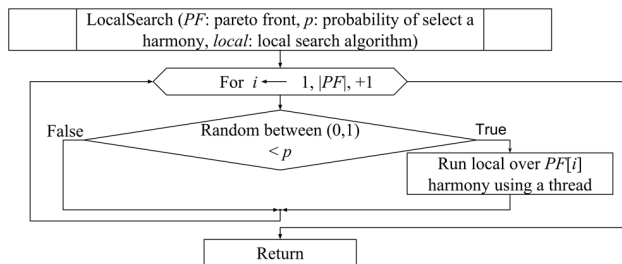 LocalSearch (PF: pareto front, p: probability of select a
harmony, local: local search algorithm)
For i ← 1, |PF|, +1
False
Random between (0,1)
< p
True
Run local over PF[i]
harmony using a thread
Return